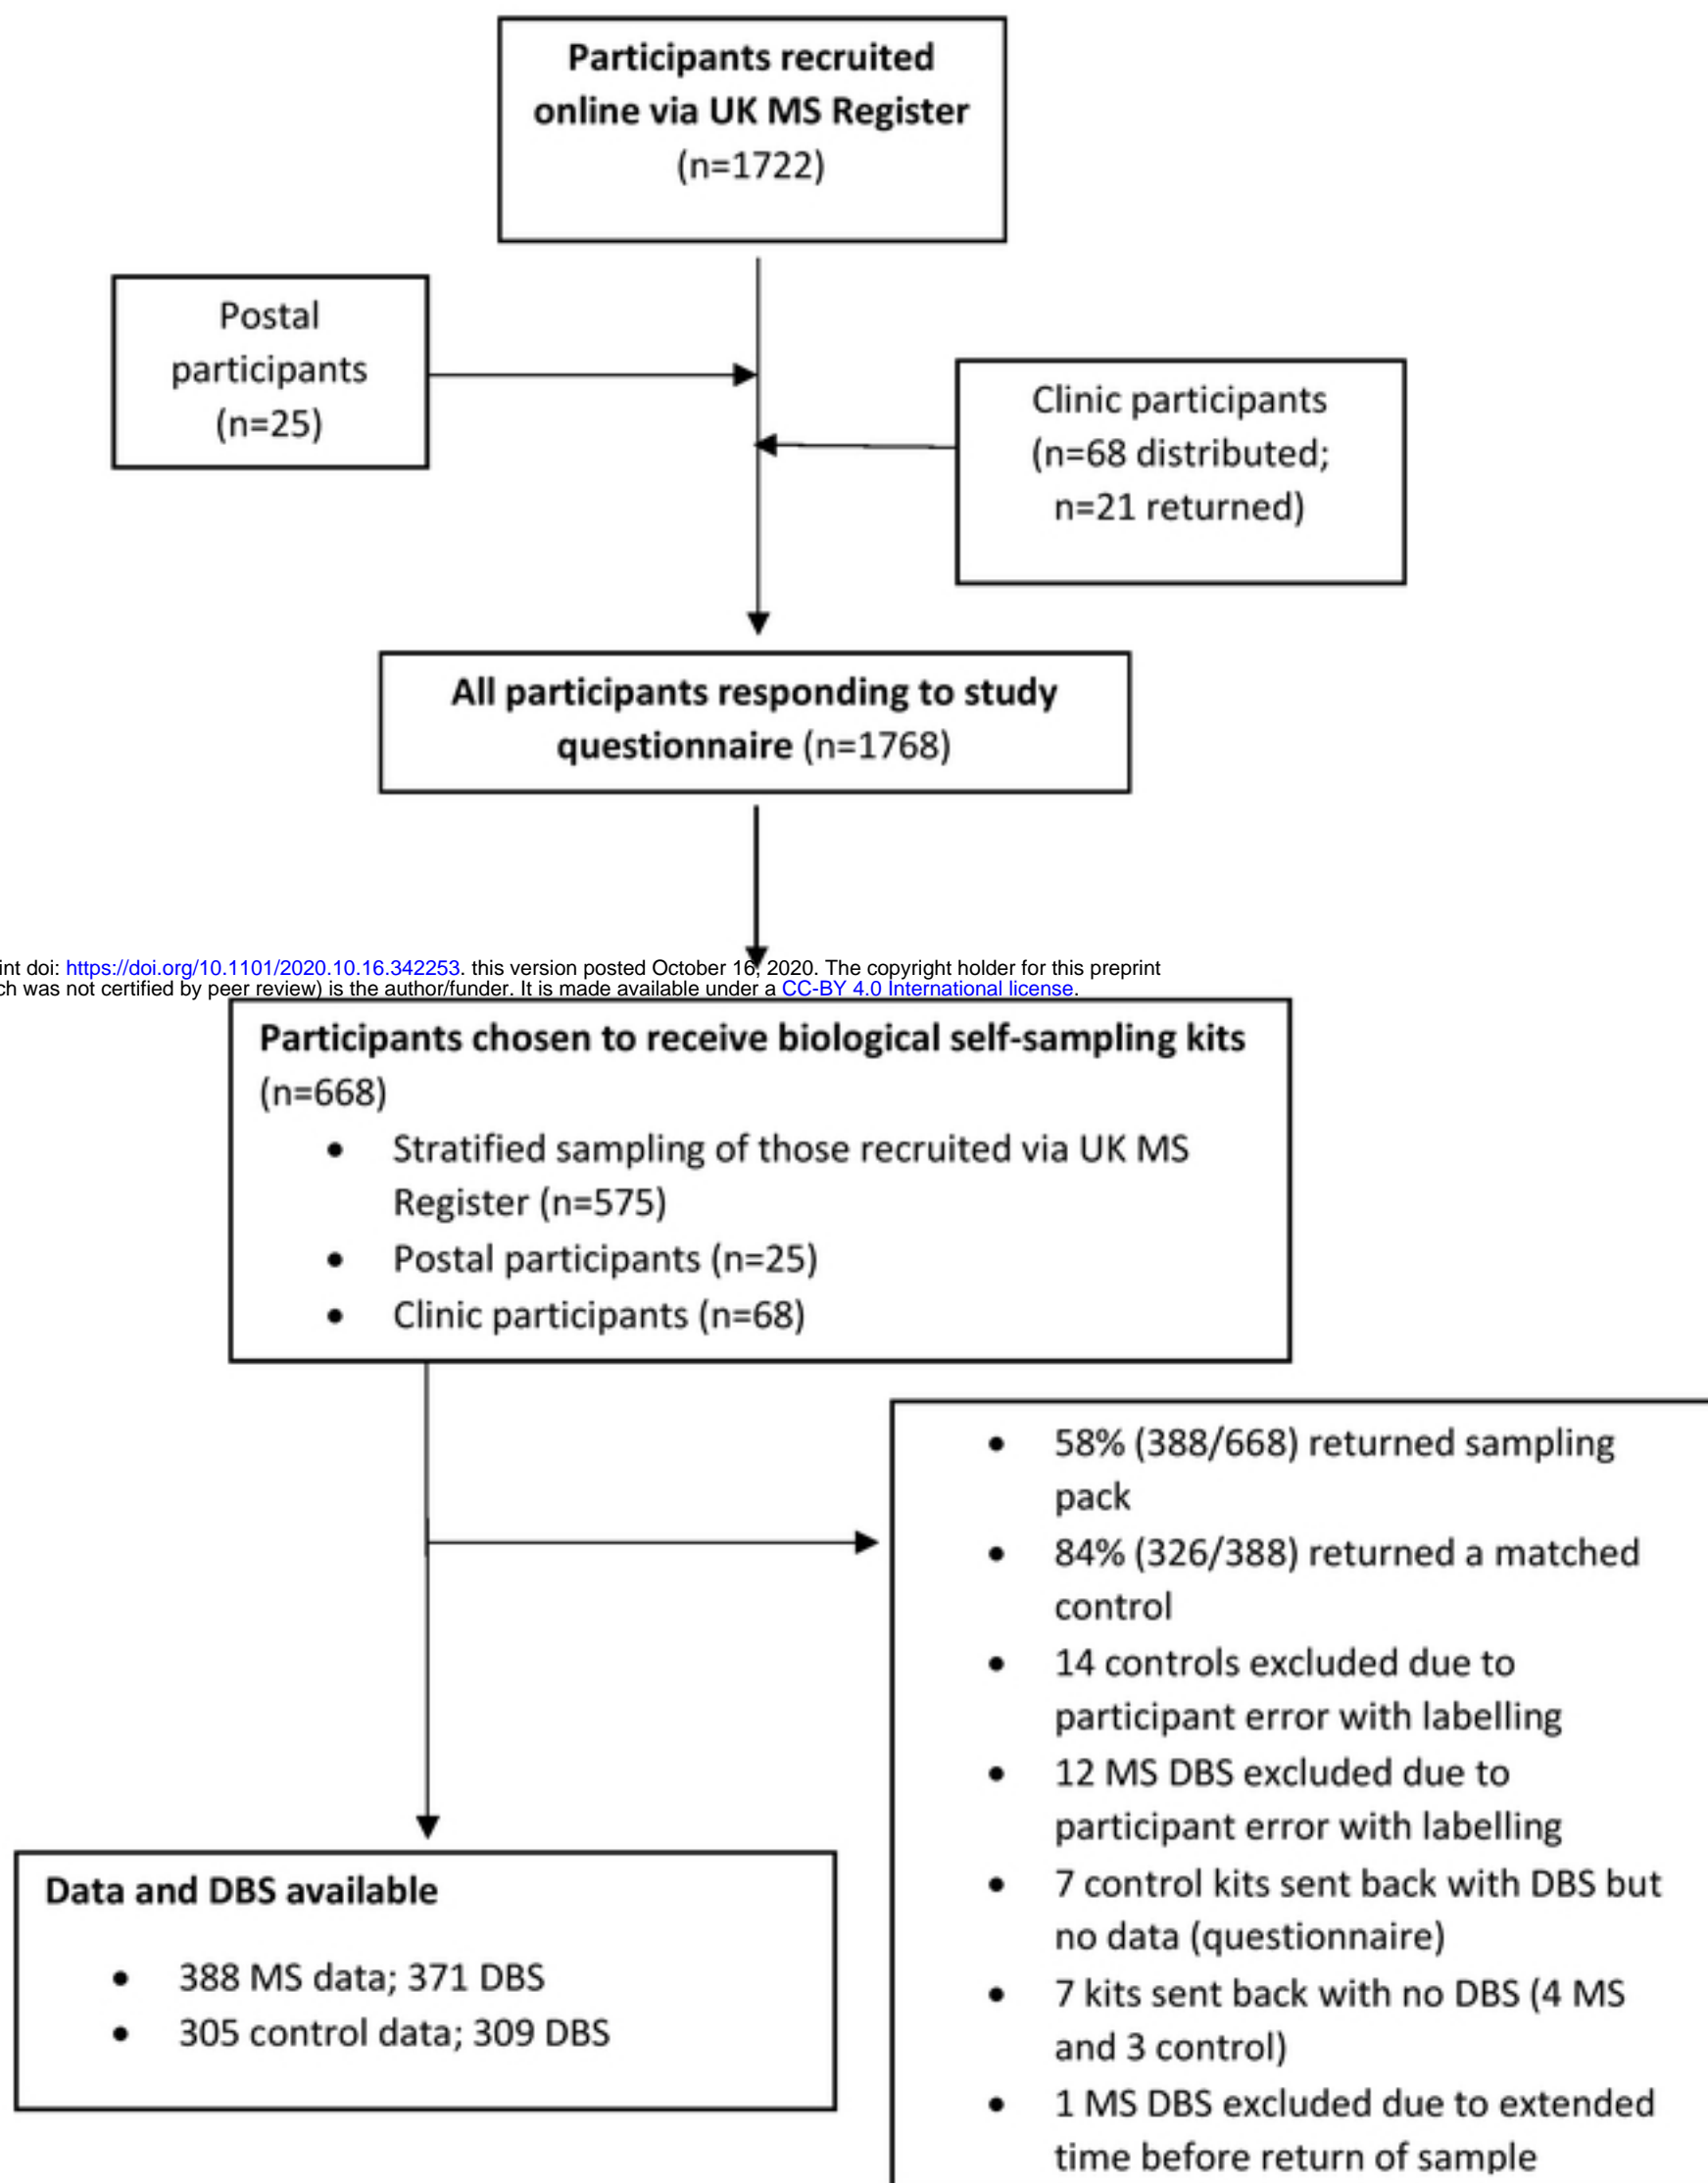 Participants recruited
online via UK MS Register
(n=1722)
Postal
participants
(n=25)
Clinic participants
(n=68 distributed;
n=21 returned)
All participants responding to study
questionnaire (n=1768)
doi: https://doi.org/10.1101/2020.10.16.342253. this version posted October 16, 2020. The copyright holder for this preprint
was not certified by peer review) is the author/funder. It is made available under a CC-BY 4.0 International license.
Participants chosen to receive biological self-sampling kits
(n=668)
• Stratified sampling of those recruited via UK MS
Register (n=575)
• Postal participants (n=25)
• Clinic participants (n=68)
• 58% (388/668) returned sampling
pack
• 84% (326/388) returned a matched
control
• 14 controls excluded due to
participant error with labelling
• 12 MS DBS excluded due to
participant error with labelling
• 7 control kits sent back with DBS but
no data (questionnaire)
• 7 kits sent back with no DBS (4 MS
and 3 control)
• 1 MS DBS excluded due to extended
time before return of sample
Data and DBS available
• 388 MS data; 371 DBS
• 305 control data; 309 DBS